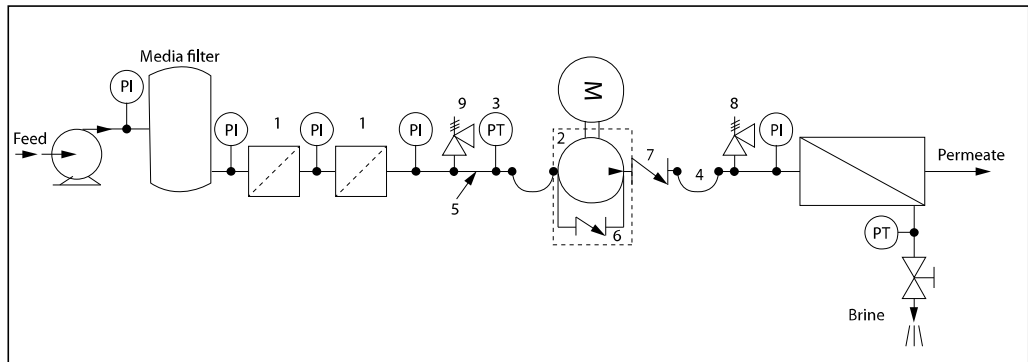 Media filter
Feed
PI
PI
1
PI
1
PI
9
3
PT
5
M
2
6
7
4
8
PI
Permeate
PT
Brine